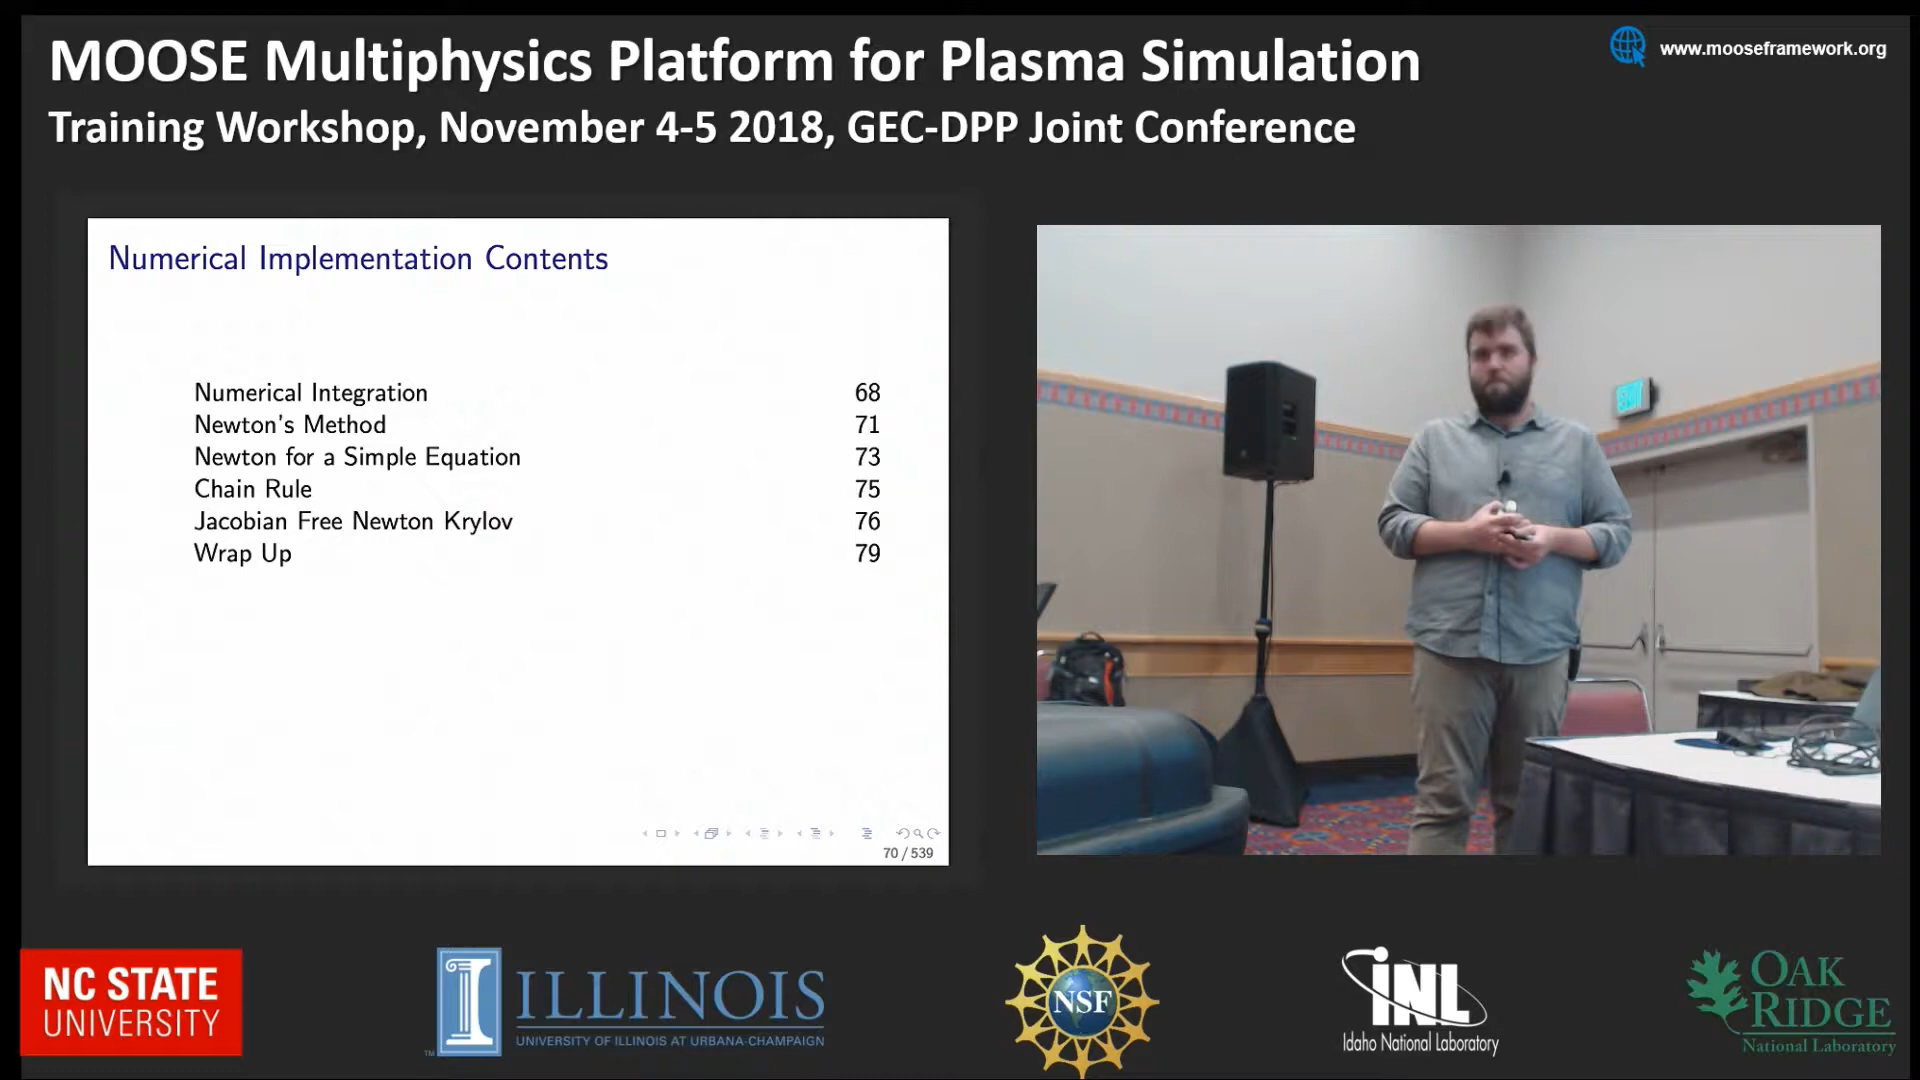 MOOSE Multiphysics Platform for Plasma Simulation
www.mooseframework.org
Training Workshop, November 4-5 2018, GEC-DPP Joint Conference
Numerical Implementation Contents
Numerical Integration 68
Newton's Method 71
Newton for a Simple Equation 73
Chain Rule 75
Jacobian Free Newton Krylov 76
Wrap Up 79
70 / 539
EXIT
NC STATE
UNIVERSITY
I ILLINOIS
UNIVERSITY OF ILLINOIS AT URBANA-CHAMPAIGN
TM
NSF
INL
Idaho National Laboratory
OAK
RIDGE
National Laboratory